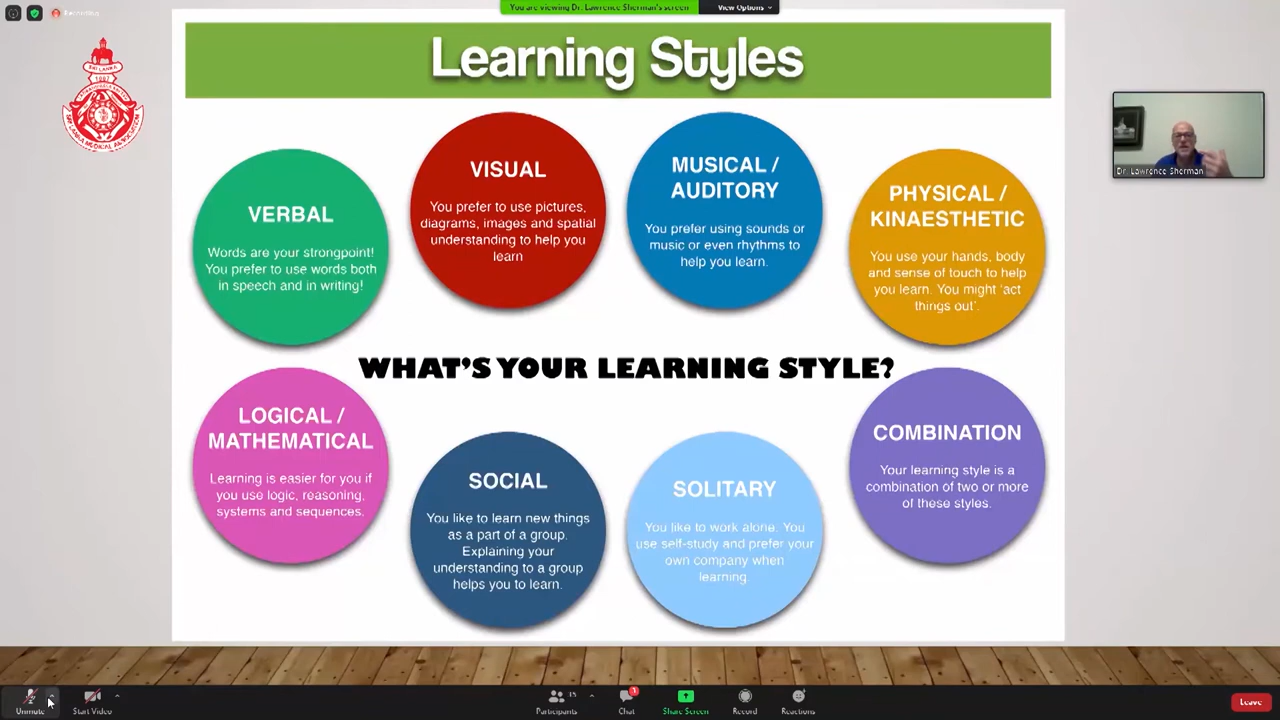 Recording
You are viewing Dr. Lawrence Sherman's screen
View Options
Learning Styles
SRI LANKA
1887
SRI LANKA MEDICAL ASSOCIATION
VERBAL
Words are your strongpoint!
You prefer to use words both
in speech and in writing!
VISUAL
You prefer to use pictures,
diagrams, images and spatial
understanding to help you
learn
MUSICAL /
AUDITORY
You prefer using sounds or
music or even rhythms to
help you learn.
PHYSICAL /
KINAESTHETIC
You use your hands, body
and sense of touch to help
you learn. You might ‘act
things out’.
Dr. Lawrence Sherman
WHAT'S YOUR LEARNING STYLE?
LOGICAL /
MATHEMATICAL
Learning is easier for you if
you use logic, reasoning,
systems and sequences.
SOCIAL
You like to learn new things
as a part of a group.
Explaining your
understanding to a group
helps you to learn.
SOLITARY
You like to work alone. You
use self-study and prefer your
own company when
learning.
COMBINATION
Your learning style is a
combination of two or more
of these styles.
Unmute
Start Video
Participants
Chat
Share Screen
Record
Reactions
Leave